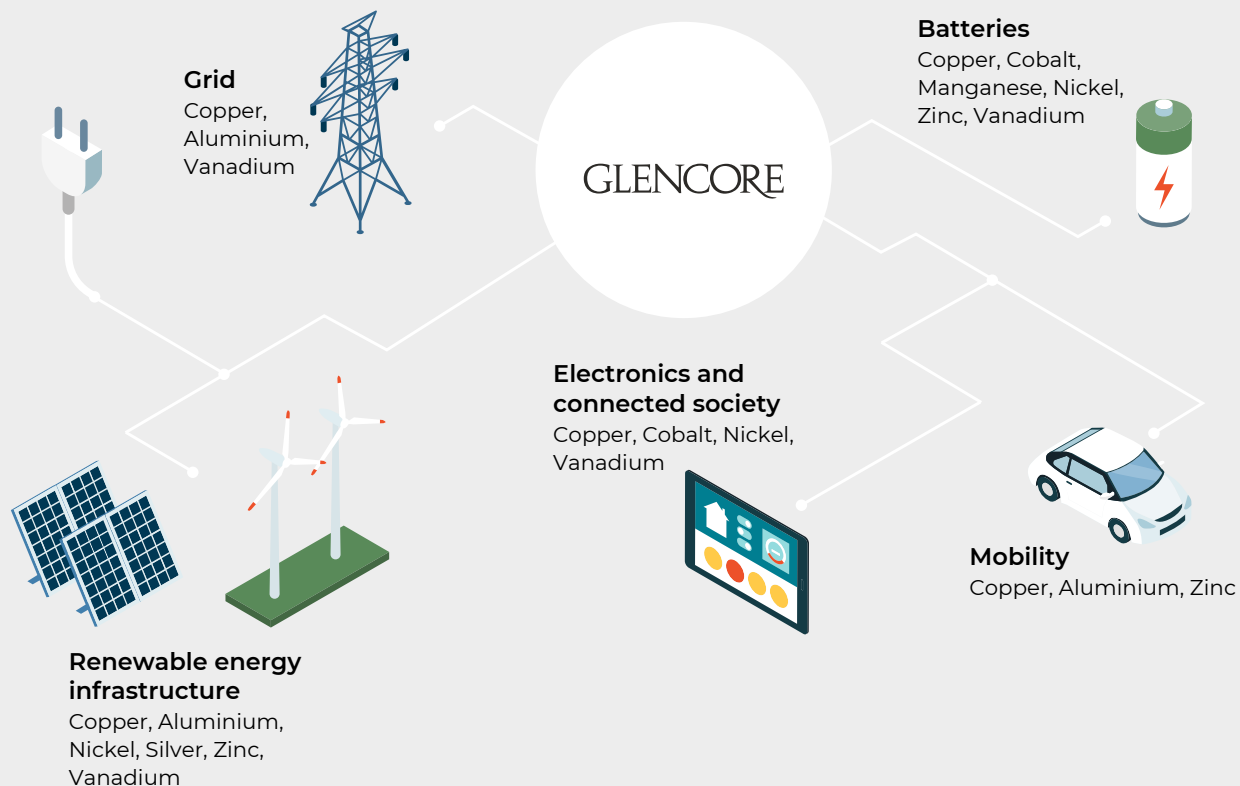 Grid
Copper,
Aluminium,
Vanadium
GLENCORE
Batteries
Copper, Cobalt,
Manganese, Nickel,
Zinc, Vanadium
Electronics and
connected society
Copper, Cobalt, Nickel,
Vanadium
Mobility
Copper, Aluminium, Zinc
Renewable energy
infrastructure
Copper, Aluminium,
Nickel, Silver, Zinc,
Vanadium